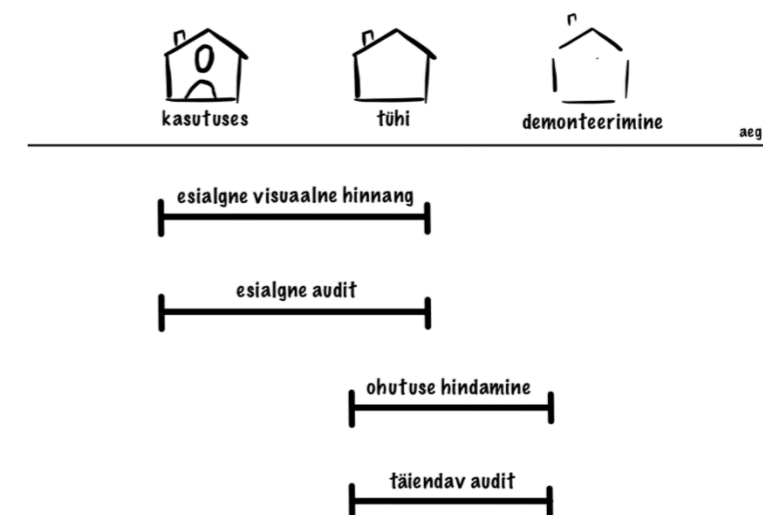 kasutuses
tühi
demonteerimine
aeg
esialgne visuaalne hinnang
esialgne audit
ohutuse hindamine
täiendav audit